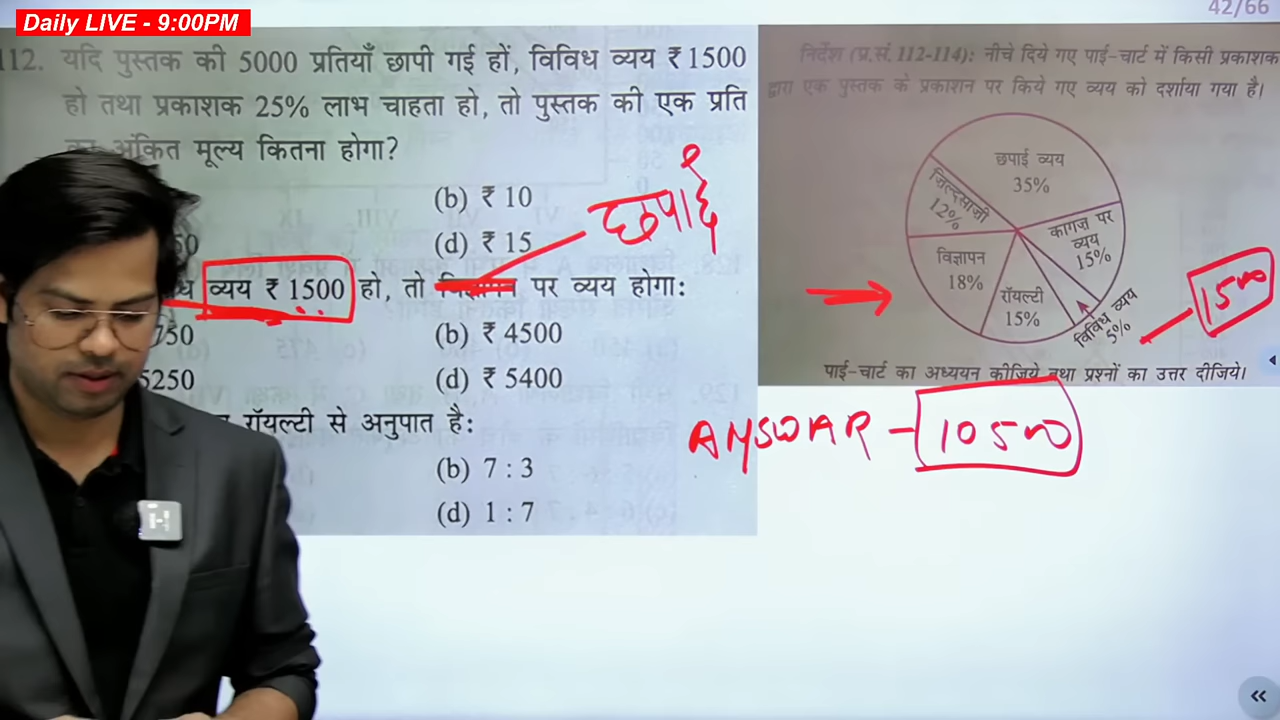 Daily LIVE - 9:00PM
42/66
112. यदि पुस्तक की 5000 प्रतियाँ छापी गई हों, विविध व्यय ₹ 1500
हो तथा प्रकाशक 25% लाभ चाहता हो, तो पुस्तक की एक प्रति
का अंकित मूल्य कितना होगा?
(b) ₹ 10
(d) ₹ 15
व्यय ₹ 1500 हो, तो विज्ञापन पर व्यय होगा:
छपाई
750
(b) ₹ 4500
5250
(d) ₹ 5400
रॉयल्टी से अनुपात है:
(b) 7 : 3
(d) 1 : 7
निर्देश (प्र.सं. 112-114): नीचे दिये गए पाई-चार्ट में किसी प्रकाशक
द्वारा एक पुस्तक के प्रकाशन पर किये गए व्यय को दर्शाया गया है।
छपाई व्यय
35%
जिल्दसाजी
12%
कागज पर
व्यय
15%
विज्ञापन
18%
रॉयल्टी
15%
विविध व्यय
5%
1500
पाई-चार्ट का अध्ययन कीजिये तथा प्रश्नों का उत्तर दीजिये।
ANSWAR - 10500